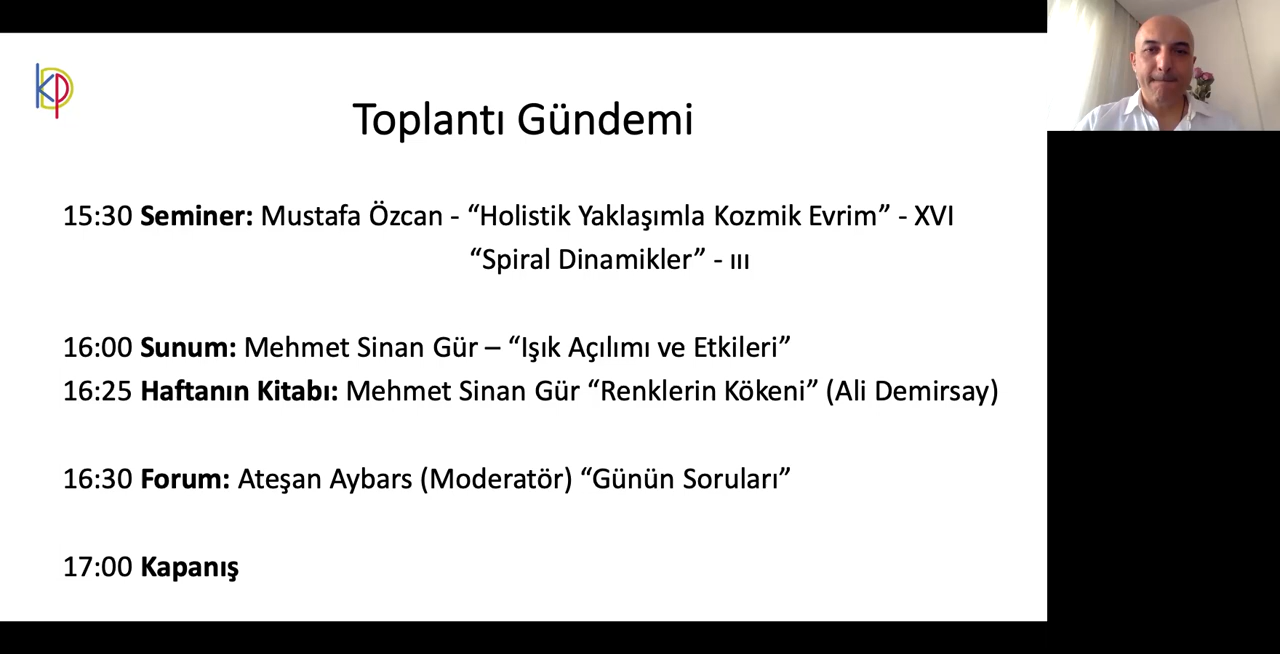 KDP
Toplantı Gündemi
15:30 Seminer: Mustafa Özcan - “Holistik Yaklaşımla Kozmik Evrim” - XVI
“Spiral Dinamikler” - ııı
16:00 Sunum: Mehmet Sinan Gür – “Işık Açılımı ve Etkileri”
16:25 Haftanın Kitabı: Mehmet Sinan Gür “Renklerin Kökeni” (Ali Demirsay)
16:30 Forum: Ateşan Aybars (Moderatör) “Günün Soruları”
17:00 Kapanış